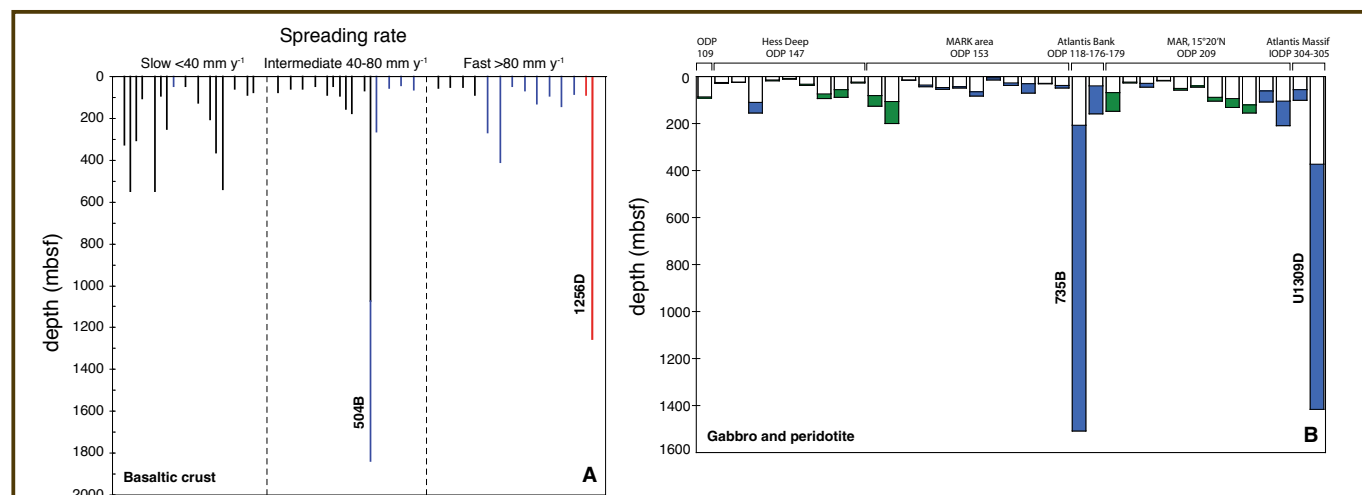 Spreading rate
Slow <40 mm y-1 Intermediate 40-80 mm y-1 Fast >80 mm y-1
0
200
400
600
800
1000
1200
1400
1600
1800
2000
depth (mbsf)
504B
1256D
Basaltic crust
A
ODP
109
Hess Deep
ODP 147
MARK area
ODP 153
Atlantis Bank
ODP 118-176-179
MAR, 15°20'N
ODP 209
Atlantis Massif
IODP 304-305
0
200
400
600
800
1000
1200
1400
1600
depth (mbsf)
735B
U1309D
Gabbro and peridotite
B